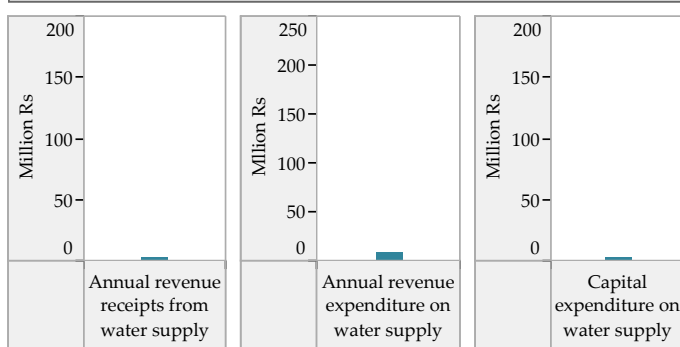 200
150
100
50
0
Million Rs
Annual revenue
receipts from
water supply
250
200
150
100
50
0
MIlion Rs
Annual revenue
expenditure on
water supply
200
150
100
50
0
Million Rs
Capital
expenditure on
water supply